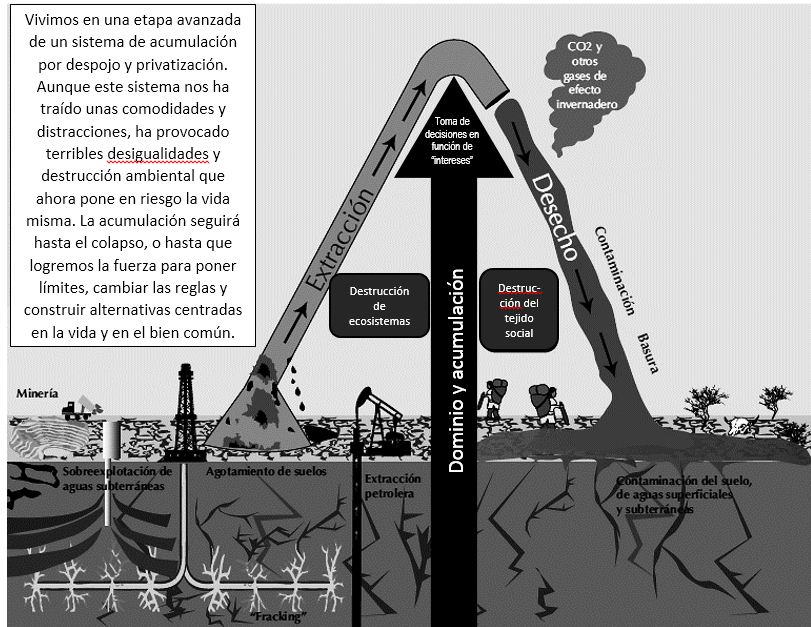 Vivimos en una etapa avanzada
de un sistema de acumulación
por despojo y privatización.
Aunque este sistema nos ha
traído unas comodidades y
distracciones, ha provocado
terribles desigualdades y
destrucción ambiental que
ahora pone en riesgo la vida
misma. La acumulación seguirá
hasta el colapso, o hasta que
logremos la fuerza para poner
límites, cambiar las reglas y
construir alternativas centradas
en la vida y en el bien común.
CO2 y
otros
gases de
efecto
invernadero
Toma de
decisiones en
función de
“intereses”
Extracción
Desecho
Contaminación
Basura
Destrucción
de
ecosistemas
Dominio y acumulación
Destruc-
ción del
tejido
social
Minería
Sobreexplotación de
aguas subterráneas
Agotamiento de suelos
Extracción
petrolera
Contaminación del suelo,
de aguas superficiales
y subterráneas
“Fracking”